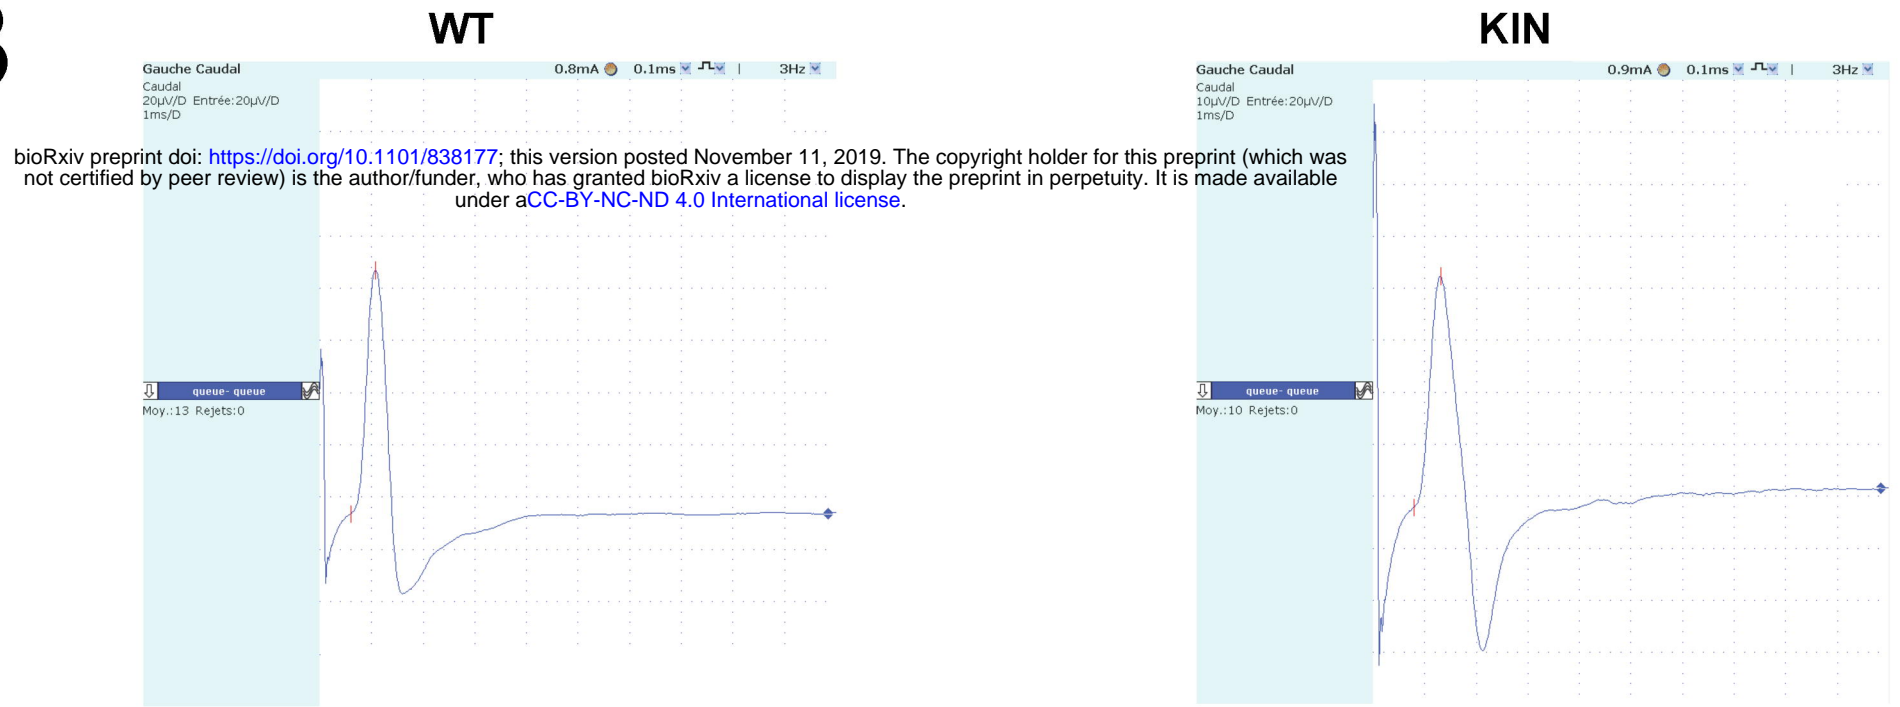 B
WT
KIN
Gauche Caudal 0.8mA 0.1ms 3Hz
Caudal
20µV/D Entrée:20µV/D
1ms/D
Gauche Caudal 0.9mA 0.1ms 3Hz
Caudal
10µV/D Entrée:20µV/D
1ms/D
bioRxiv preprint doi: https://doi.org/10.1101/838177; this version posted November 11, 2019. The copyright holder for this preprint (which was
not certified by peer review) is the author/funder, who has granted bioRxiv a license to display the preprint in perpetuity. It is made available
under aCC-BY-NC-ND 4.0 International license.
queue- queue
Moy.:13 Rejets:0
queue- queue
Moy.:10 Rejets:0